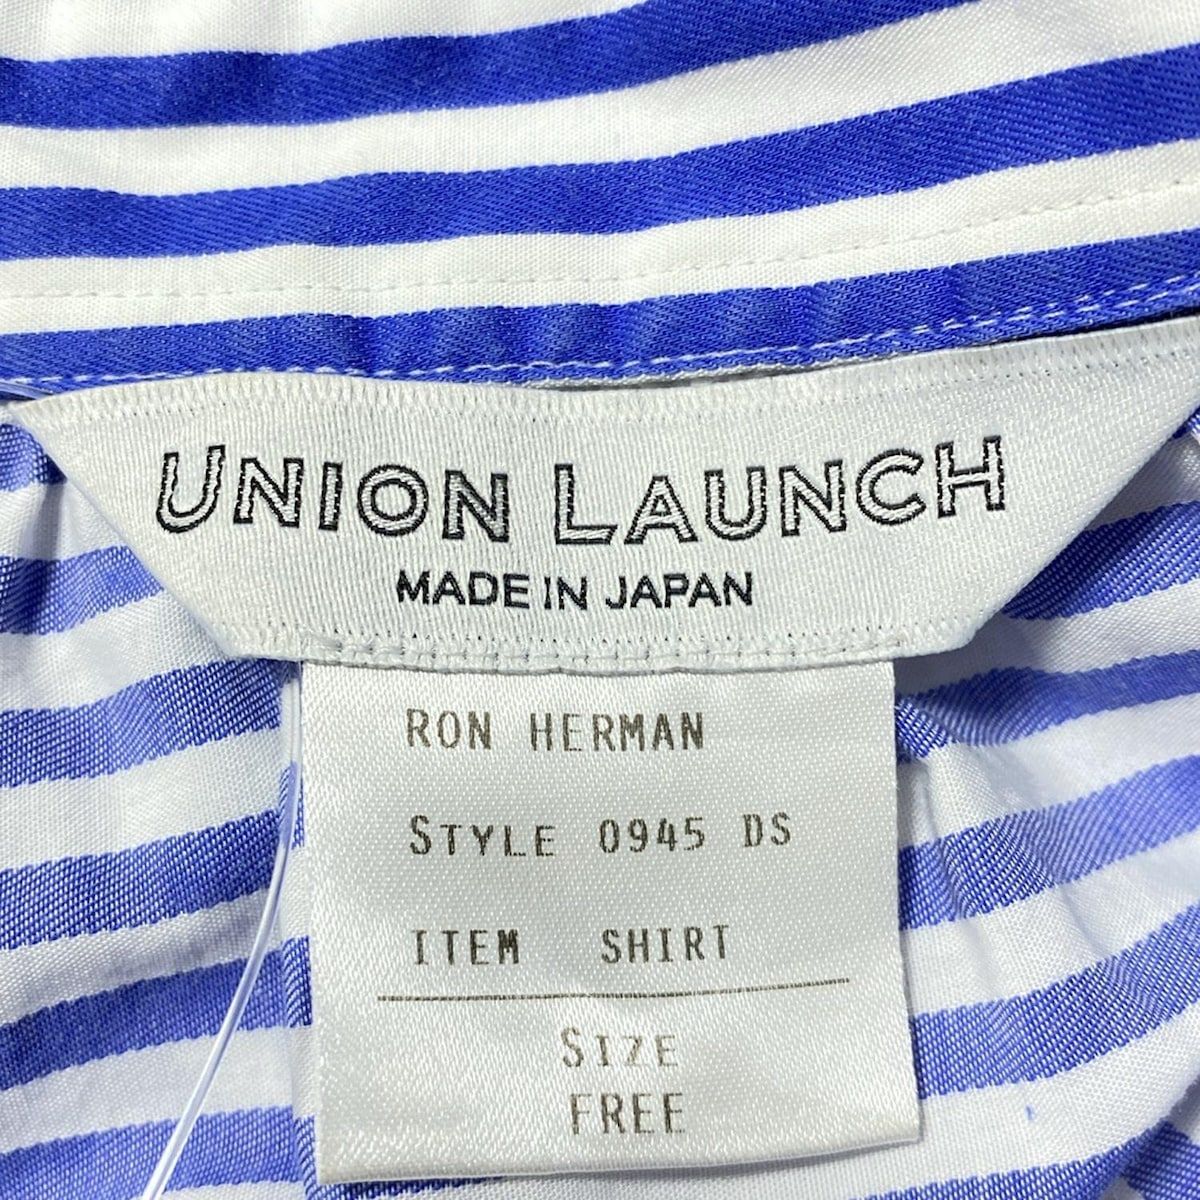 UNION LAUNCH
MADE IN JAPAN
RON HERMAN
STYLE 0945 DS
ITEM SHIRT
SIZE
FREE